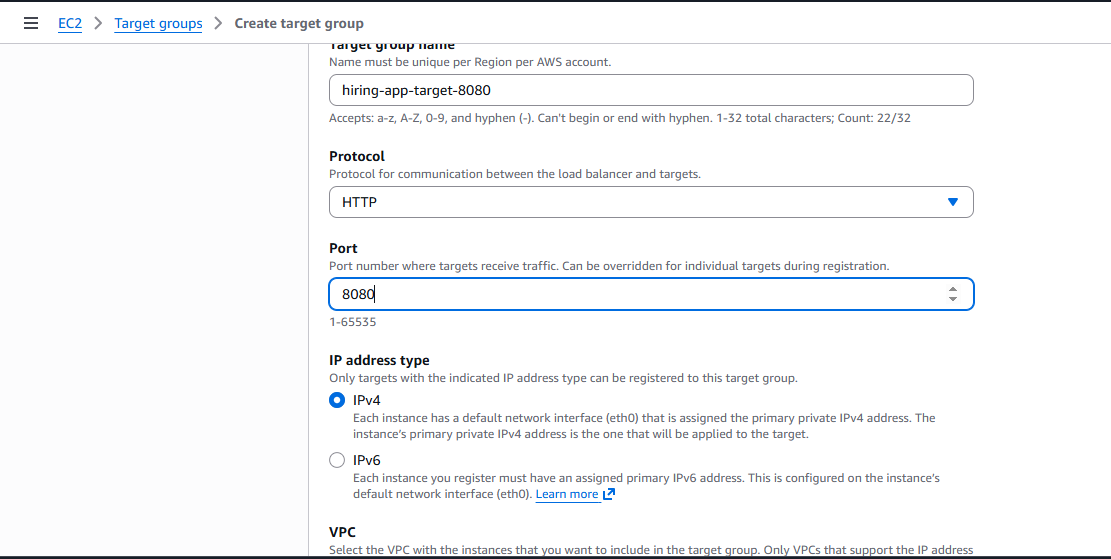 EC2 > Target groups > Create target group
Target group name
Name must be unique per Region per AWS account.
hiring-app-target-8080
Accepts: a-z, A-Z, 0-9, and hyphen (-). Can't begin or end with hyphen. 1-32 total characters; Count: 22/32
Protocol
Protocol for communication between the load balancer and targets.
HTTP
Port
Port number where targets receive traffic. Can be overridden for individual targets during registration.
8080
1-65535
IP address type
Only targets with the indicated IP address type can be registered to this target group.
IPv4
Each instance has a default network interface (eth0) that is assigned the primary private IPv4 address. The
instance's primary private IPv4 address is the one that will be applied to the target.
IPv6
Each instance you register must have an assigned primary IPv6 address. This is configured on the instance's
default network interface (eth0). Learn more
VPC
Select the VPC with the instances that you want to include in the target group. Only VPCs that support the IP address